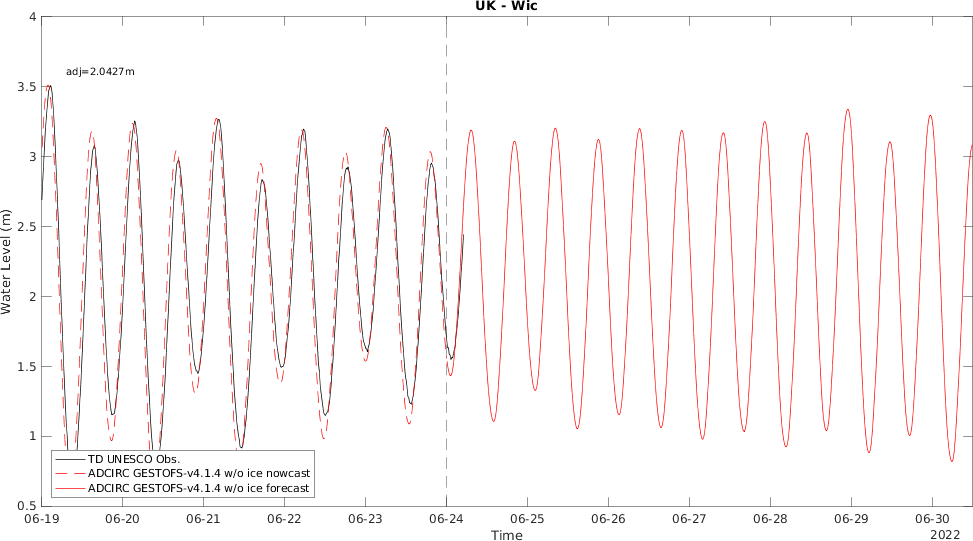 UK - Wic
adj=2.0427m
4
3.5
3
2.5
2
1.5
1
0.5
Water Level (m)
TD UNESCO Obs.
ADCIRC GESTOFS-v4.1.4 w/o ice nowcast
ADCIRC GESTOFS-v4.1.4 w/o ice forecast
06-19 06-20 06-21 06-22 06-23 06-24 06-25 06-26 06-27 06-28 06-29 06-30
Time
2022